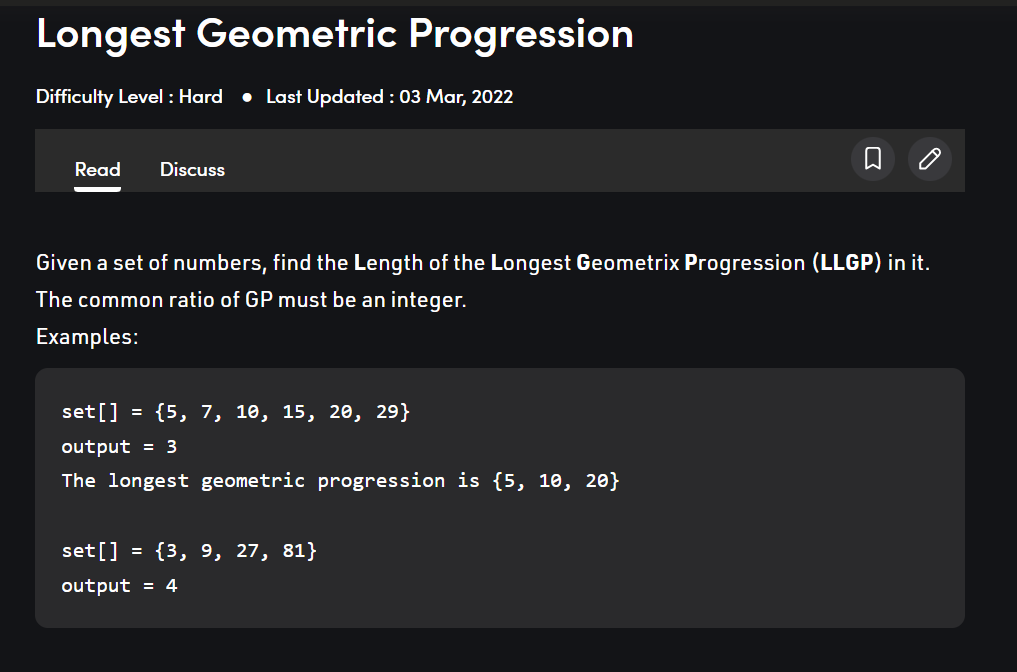 Longest Geometric Progression
Difficulty Level : Hard ● Last Updated : 03 Mar, 2022
Read Discuss
Given a set of numbers, find the Length of the Longest Geometrix Progression (LLGP) in it.
The common ratio of GP must be an integer.
Examples:
set[] = {5, 7, 10, 15, 20, 29}
output = 3
The longest geometric progression is {5, 10, 20}
set[] = {3, 9, 27, 81}
output = 4